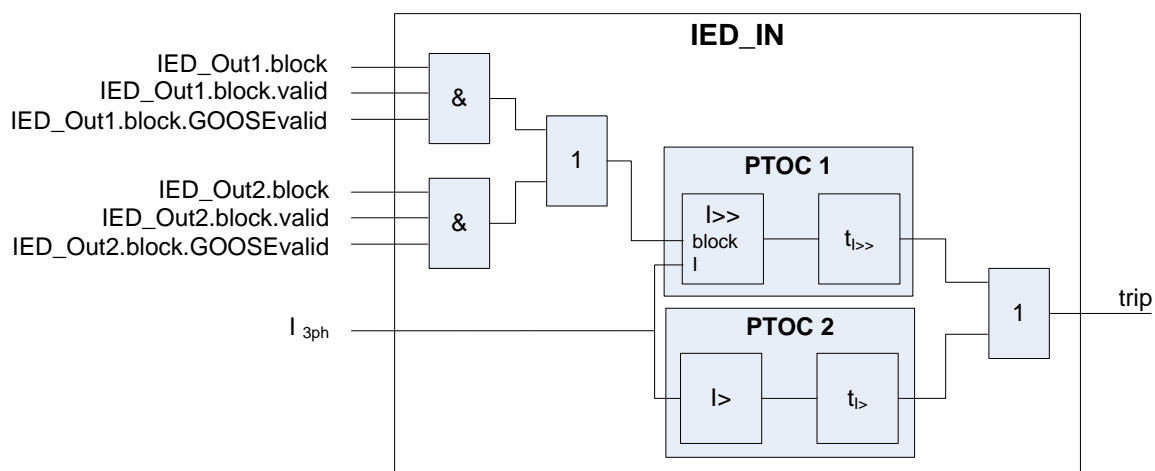 IED_IN
IED_Out1.block
IED_Out1.block.valid
IED_Out1.block.GOOSEvalid
&
1
IED_Out2.block
IED_Out2.block.valid
IED_Out2.block.GOOSEvalid
&
PTOC 1
I>>
block
I
tI>>
I 3ph
PTOC 2
I>
tI>
1
trip